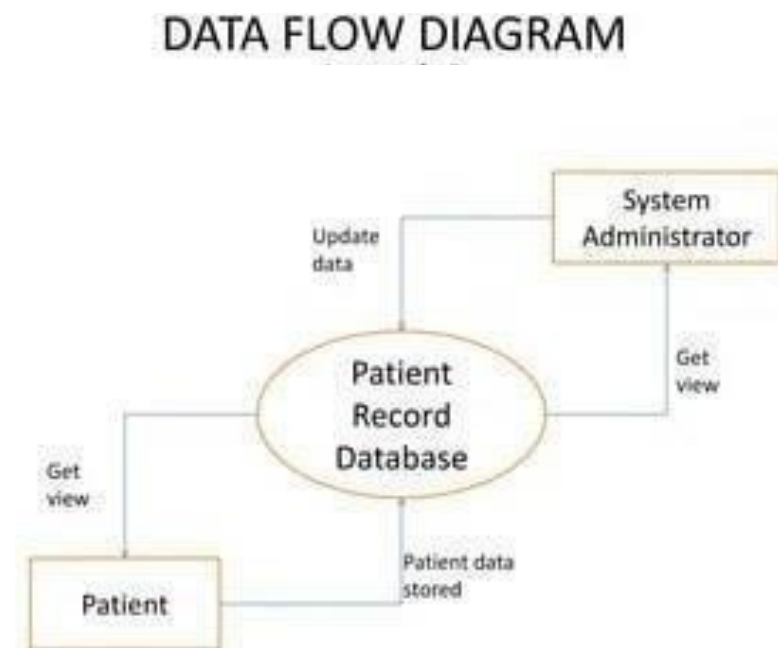 DATA FLOW DIAGRAM
System
Administrator
Update
data
Get
view
Patient
Record
Database
Get
view
Patient data
stored
Patient